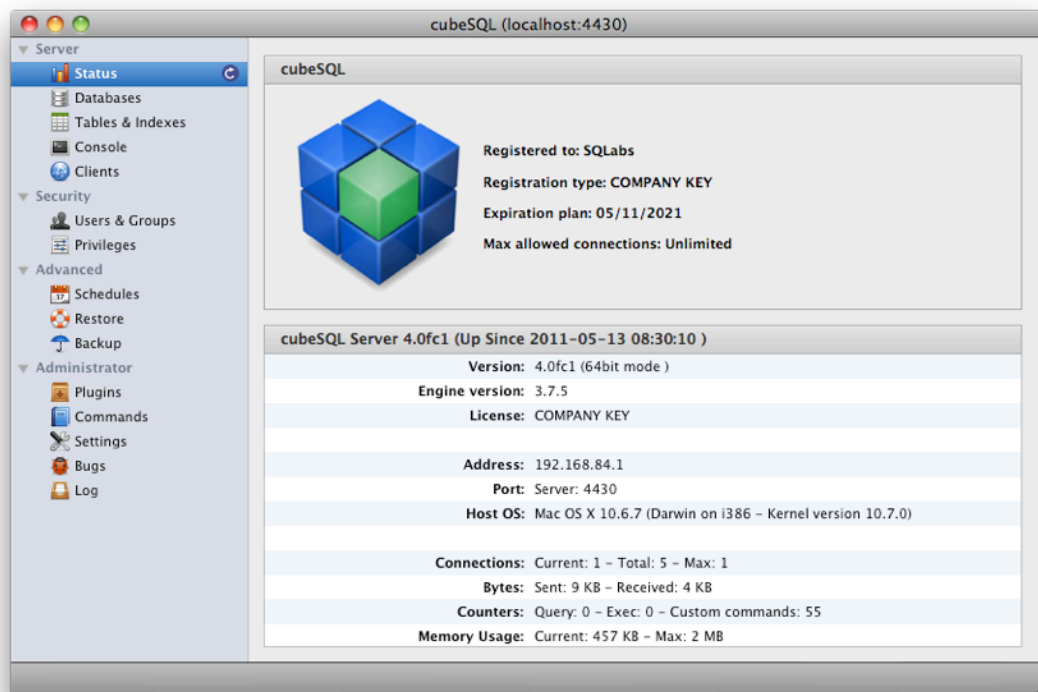 cubeSQL (localhost:4430)
Server
Status
Databases
Tables & Indexes
Console
Clients
Security
Users & Groups
Privileges
Advanced
17
Schedules
Restore
Backup
Administrator
Plugins
Commands
Settings
Bugs
Log
cubeSQL
Registered to: SQLabs
Registration type: COMPANY KEY
Expiration plan: 05/11/2021
Max allowed connections: Unlimited
cubeSQL Server 4.0fc1 (Up Since 2011-05-13 08:30:10 )
Version: 4.0fc1 (64bit mode )
Engine version: 3.7.5
License: COMPANY KEY
Address: 192.168.84.1
Port: Server: 4430
Host OS: Mac OS X 10.6.7 (Darwin on i386 – Kernel version 10.7.0)
Connections: Current: 1 – Total: 5 – Max: 1
Bytes: Sent: 9 KB – Received: 4 KB
Counters: Query: 0 – Exec: 0 – Custom commands: 55
Memory Usage: Current: 457 KB – Max: 2 MB